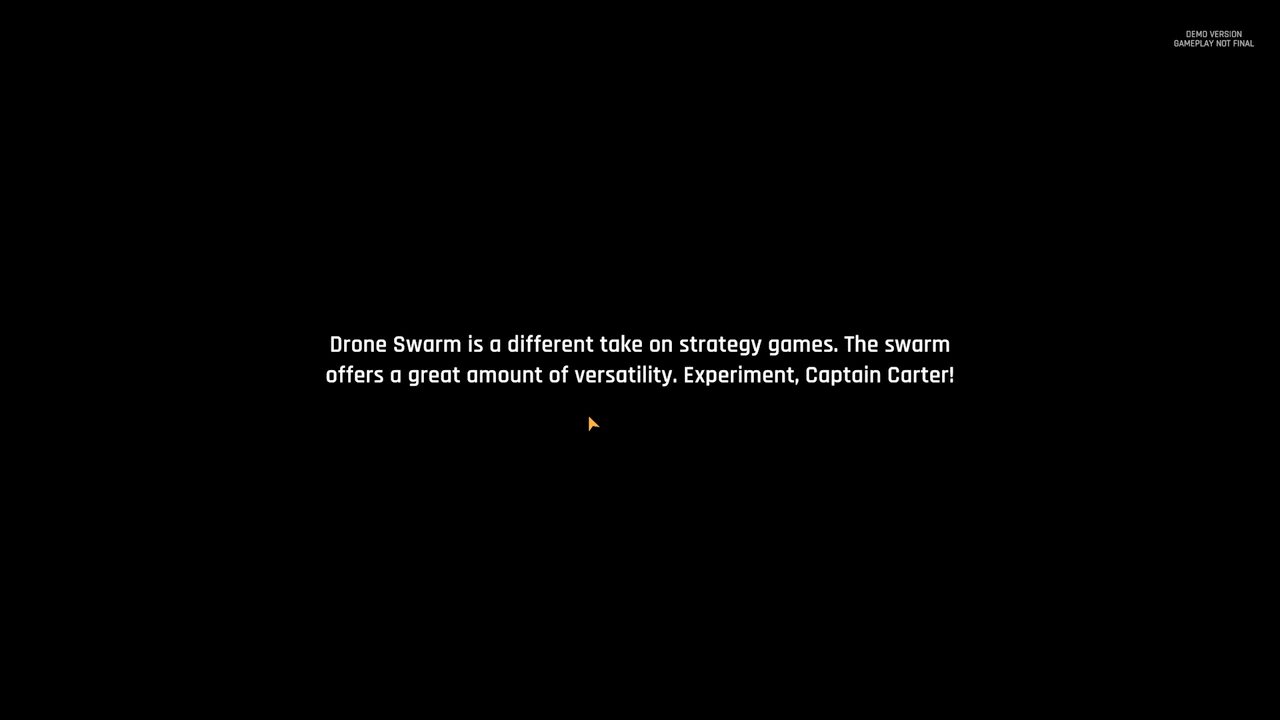 DEMO VERSION
GAMEPLAY NOT FINAL
Drone Swarm is a different take on strategy games. The swarm
offers a great amount of versatility. Experiment, Captain Carter!